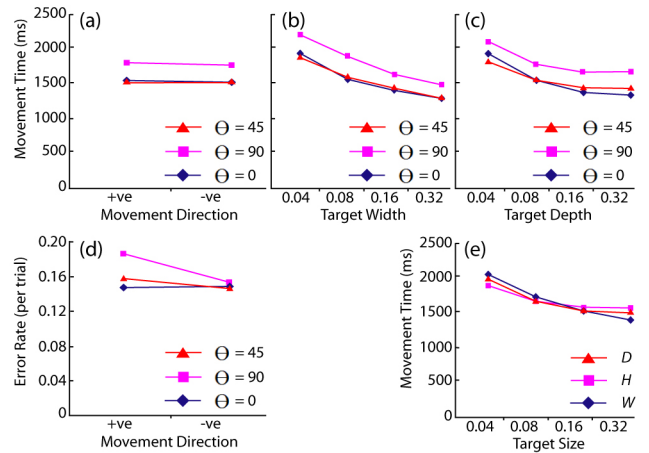 (a)
Movement Time (ms)
2500
2000
1500
1000
500
0
Ө = 45
Ө = 90
Ө = 0
+ve -ve
Movement Direction
(b)
Ө = 45
Ө = 90
Ө = 0
0.04 0.08 0.16 0.32
Target Width
(c)
Ө = 45
Ө = 90
Ө = 0
0.04 0.08 0.16 0.32
Target Depth
(d)
Error Rate (per trial)
0.20
0.16
0.12
0.08
0.04
0
Ө = 45
Ө = 90
Ө = 0
+ve -ve
Movement Direction
(e)
Movement Time (ms)
2500
2000
1500
1000
500
0
D
H
W
0.04 0.08 0.16 0.32
Target Size